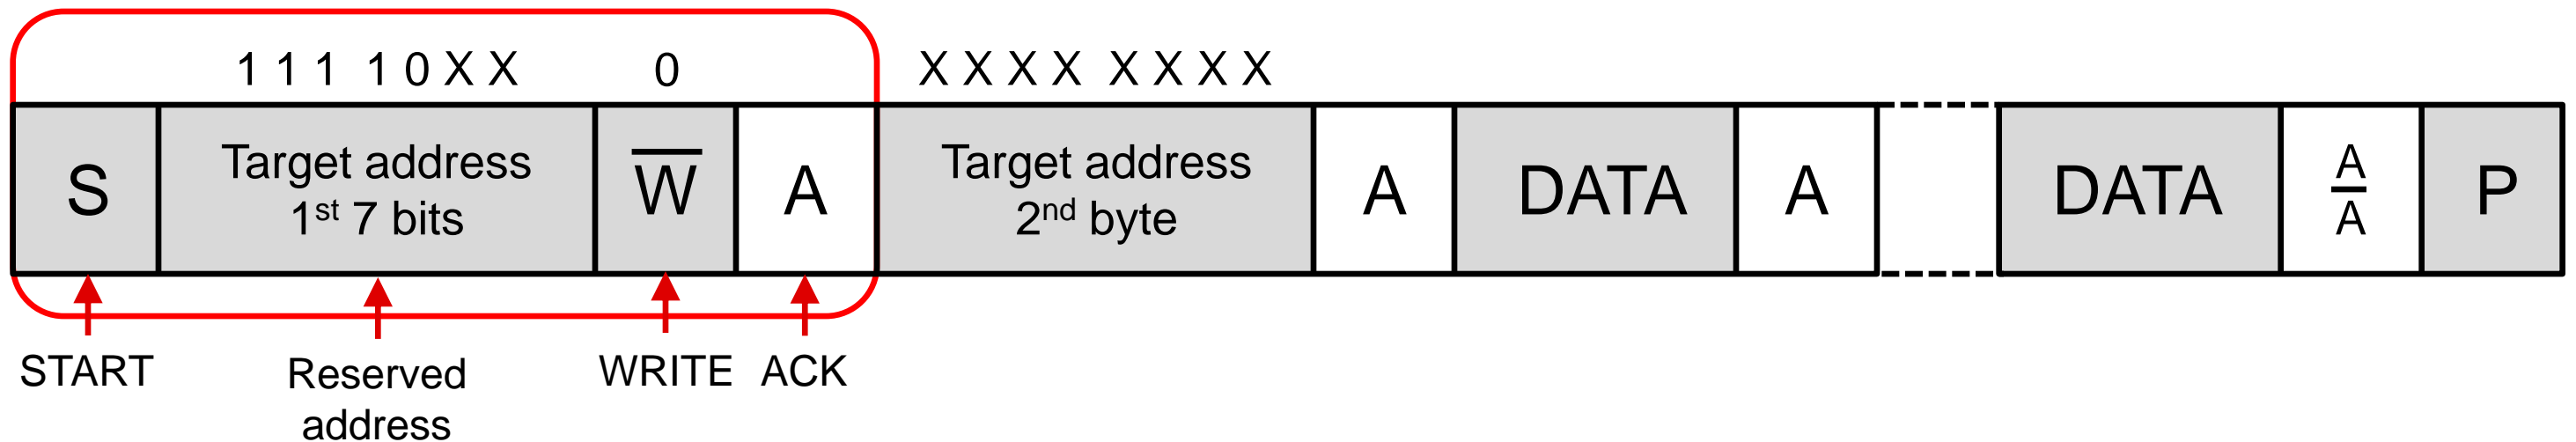 1 1 1 1 0 X X 0 X X X X X X X X
S Target address 1st 7 bits W̅ A Target address 2nd byte A DATA A DATA A/A̅ P
START Reserved address WRITE ACK